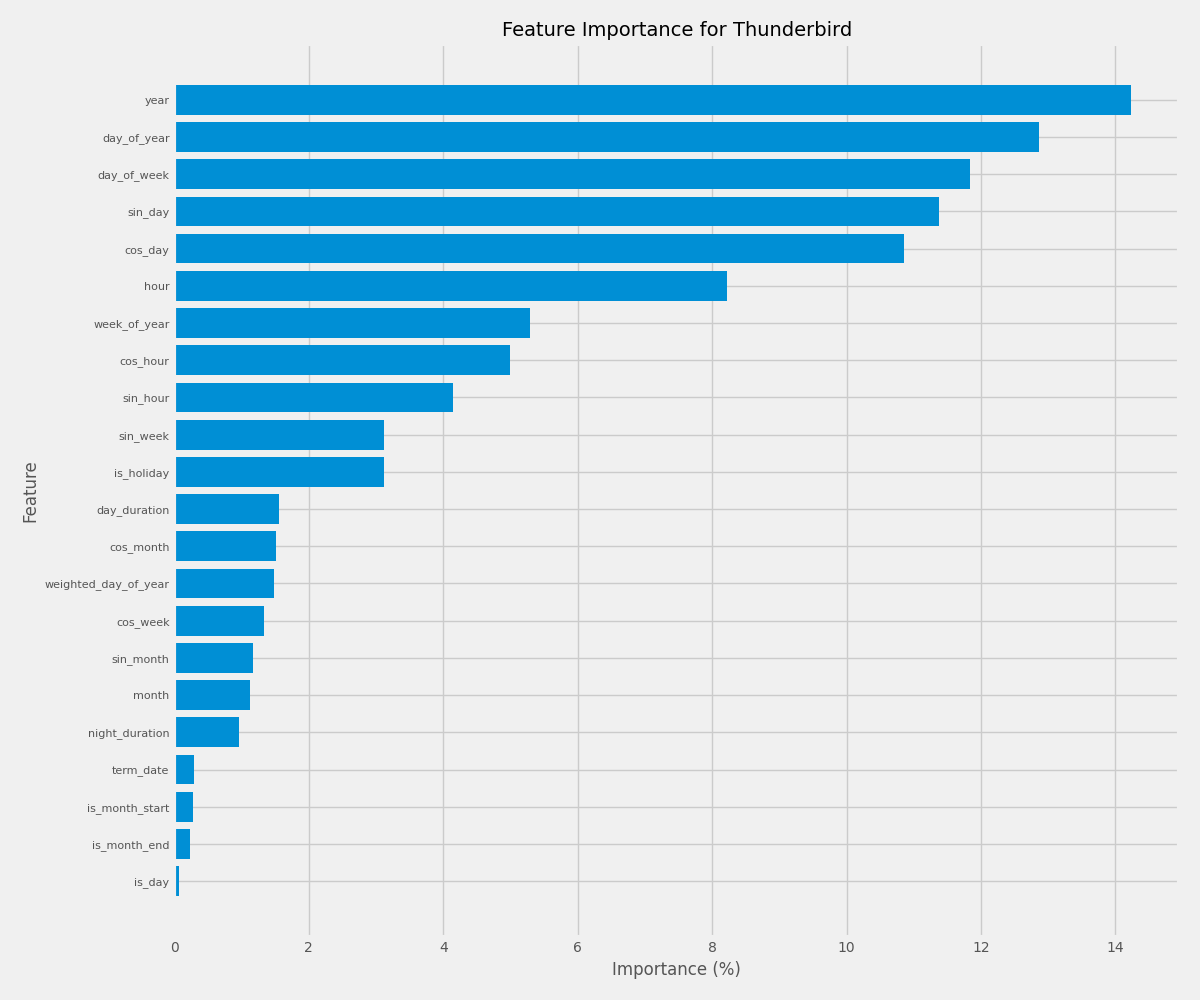 Feature Importance for Thunderbird
year
day_of_year
day_of_week
sin_day
cos_day
hour
week_of_year
cos_hour
sin_hour
sin_week
is_holiday
day_duration
cos_month
weighted_day_of_year
cos_week
sin_month
month
night_duration
term_date
is_month_start
is_month_end
is_day
Feature
0 2 4 6 8 10 12 14
Importance (%)